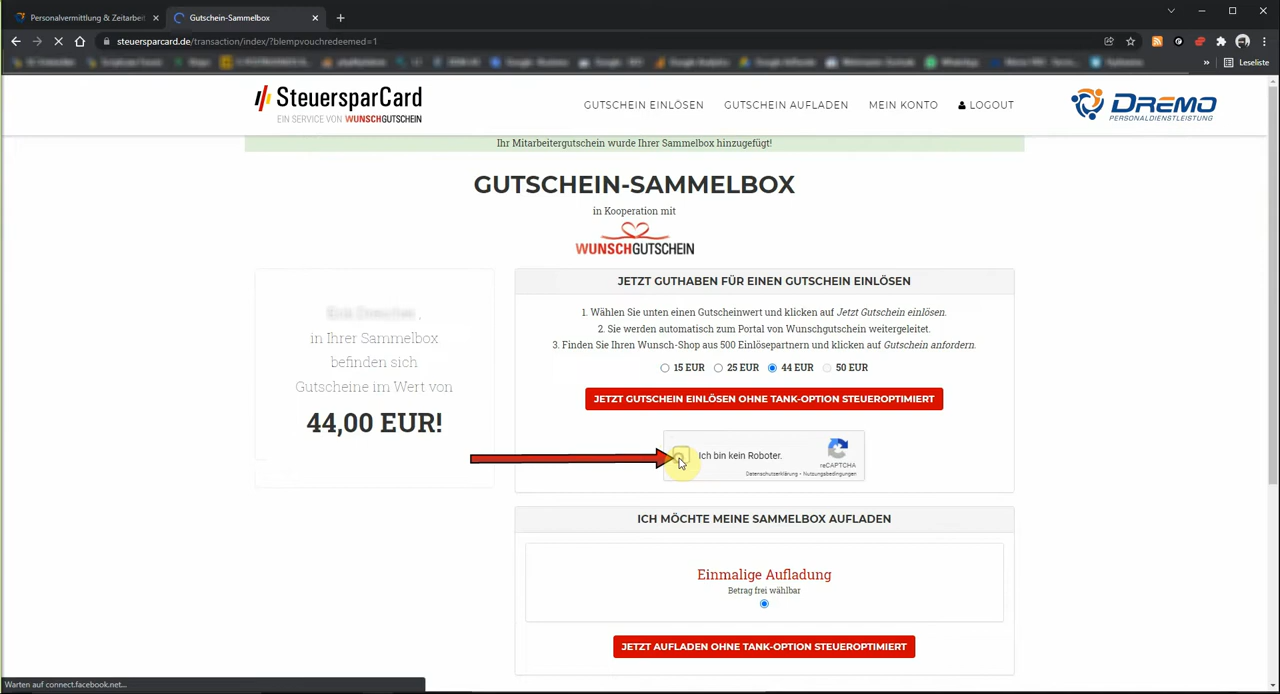 Personalvermittlung & Zeitarbeit
Gutschein-Sammelbox
steuersparcard.de/transaction/index/?blempvouchredeemed=1
Leseliste
SteuersparCard
EIN SERVICE VON WUNSCHGUTSCHEIN
GUTSCHEIN EINLÖSEN
GUTSCHEIN AUFLADEN
MEIN KONTO
LOGOUT
DREMO
PERSONALDIENSTLEISTUNG
Ihr Mitarbeitergutschein wurde Ihrer Sammelbox hinzugefügt!
GUTSCHEIN-SAMMELBOX
in Kooperation mit
WUNSCHGUTSCHEIN
in Ihrer Sammelbox
befinden sich
Gutscheine im Wert von
44,00 EUR!
JETZT GUTHABEN FÜR EINEN GUTSCHEIN EINLÖSEN
1. Wählen Sie unten einen Gutscheinwert und klicken auf Jetzt Gutschein einlösen.
2. Sie werden automatisch zum Portal von Wunschgutschein weitergeleitet.
3. Finden Sie Ihren Wunsch-Shop aus 500 Einlösepartnern und klicken auf Gutschein anfordern.
15 EUR 25 EUR 44 EUR 50 EUR
JETZT GUTSCHEIN EINLÖSEN OHNE TANK-OPTION STEUEROPTIMIERT
Ich bin kein Roboter.
reCAPTCHA
Datenschutzerklärung - Nutzungsbedingungen
ICH MÖCHTE MEINE SAMMELBOX AUFLADEN
Einmalige Aufladung
Betrag frei wählbar
JETZT AUFLADEN OHNE TANK-OPTION STEUEROPTIMIERT
Warten auf connect.facebook.net...